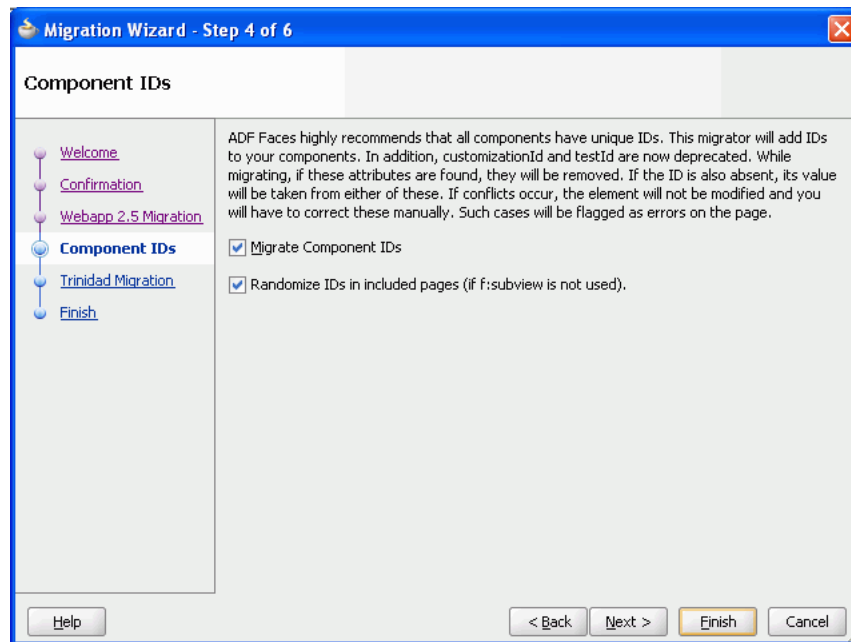 Migration Wizard - Step 4 of 6
Component IDs
Welcome
Confirmation
Webapp 2.5 Migration
Component IDs
Trinidad Migration
Finish
ADF Faces highly recommends that all components have unique IDs. This migrator will add IDs
to your components. In addition, customizationId and testId are now deprecated. While
migrating, if these attributes are found, they will be removed. If the ID is also absent, its value
will be taken from either of these. If conflicts occur, the element will not be modified and you
will have to correct these manually. Such cases will be flagged as errors on the page.
Migrate Component IDs
Randomize IDs in included pages (if f:subview is not used).
Help
< Back
Next >
Finish
Cancel